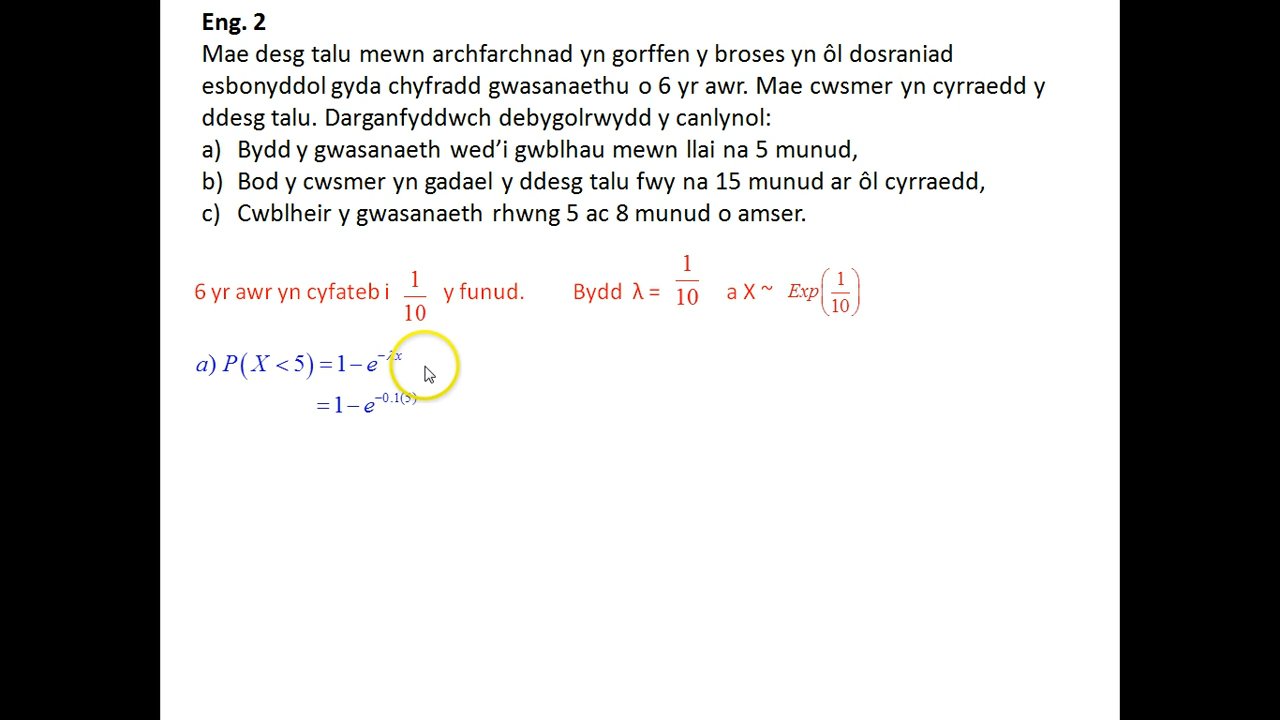 Eng. 2
Mae desg talu mewn archfarchnad yn gorffen y broses yn ôl dosraniad
esbonyddol gyda chyfradd gwasanaethu o 6 yr awr. Mae cwsmer yn cyrraedd y
ddesg talu. Darganfyddwch debygolrwydd y canlynol:
a) Bydd y gwasanaeth wed’i gwblhau mewn llai na 5 munud,
b) Bod y cwsmer yn gadael y ddesg talu fwy na 15 munud ar ôl cyrraedd,
c) Cwblheir y gwasanaeth rhwng 5 ac 8 munud o amser.
6 yr awr yn cyfateb i 1/10 y funud. Bydd λ = 1/10 a X ~ Exp(1/10)
a) P(X < 5) = 1 − e^{−λx}
= 1 − e^{−0.1(5)}